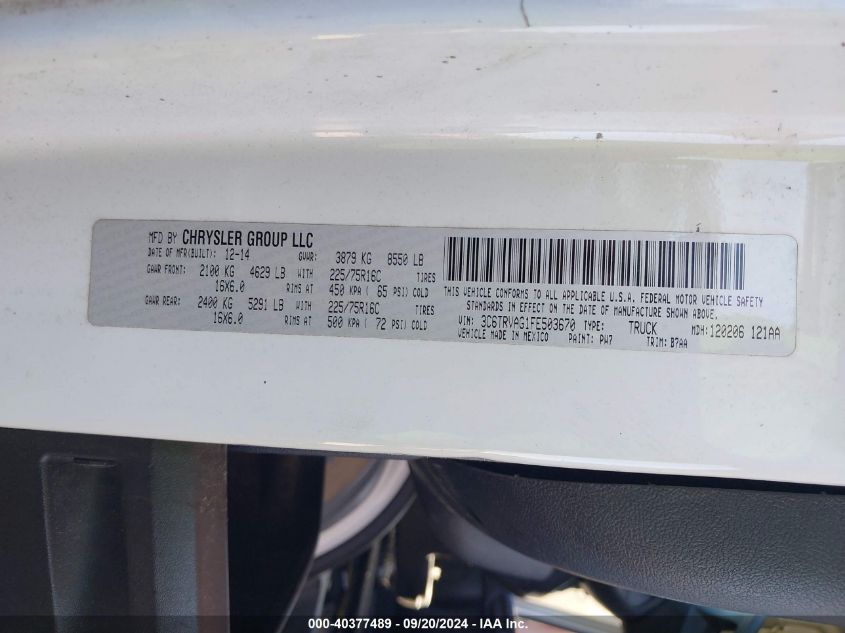 MFD BY CHRYSLER GROUP LLC
DATE OF MFR(BUILT): 12-14 GVWR: 3879 KG 8550 LB
GAWR FRONT: 2100 KG 4629 LB WITH 225/75R16C TIRES
16X6.0 RIMS AT 450 KPA ( 65 PSI) COLD
GAWR REAR: 2400 KG 5291 LB WITH 225/75R16C TIRES
16X6.0 RIMS AT 500 KPA ( 72 PSI) COLD
THIS VEHICLE CONFORMS TO ALL APPLICABLE U.S.A. FEDERAL MOTOR VEHICLE SAFETY
STANDARDS IN EFFECT ON THE DATE OF MANUFACTURE SHOWN ABOVE.
VIN: 3C6TRVAG1FE503670 TYPE: TRUCK MDH:120206 121AA
VEHICLE MADE IN MEXICO PAINT: PW7 TRIM: B7AA
000-40377489 - 09/20/2024 - IAA Inc.